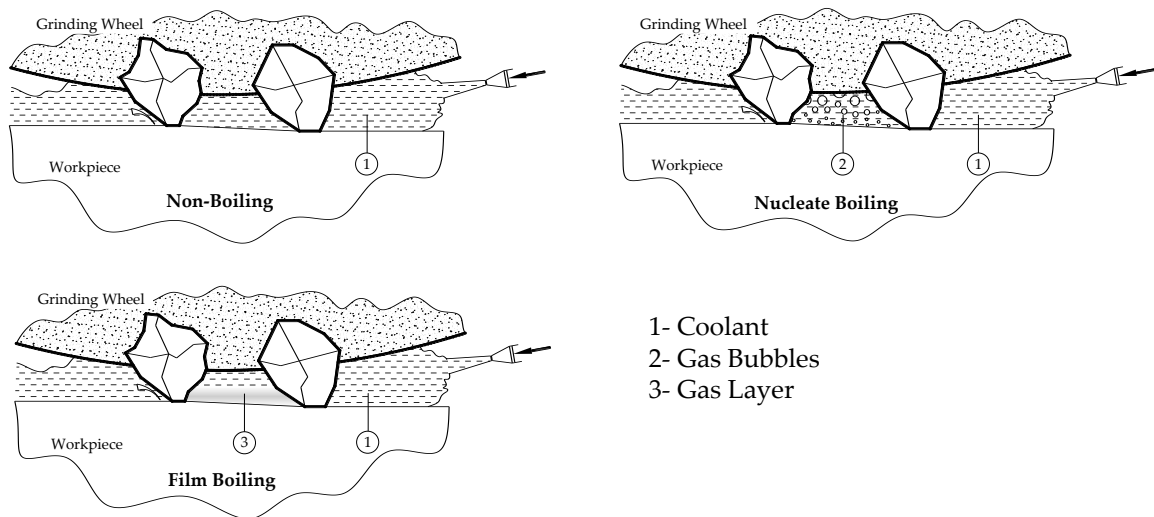 Grinding Wheel
1
Workpiece
Non-Boiling
Grinding Wheel
2
1
Workpiece
Nucleate Boiling
Grinding Wheel
3
1
Workpiece
Film Boiling
1- Coolant
2- Gas Bubbles
3- Gas Layer